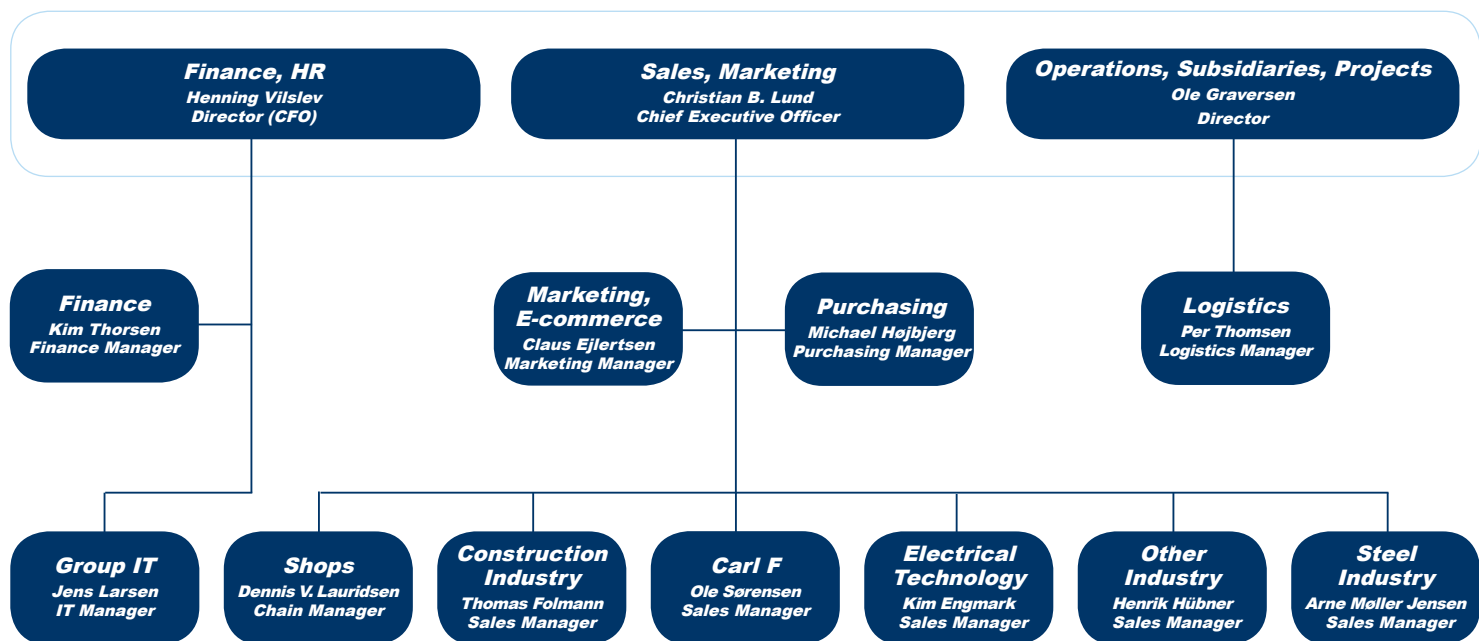 Finance, HR
Henning Vilslev
Director (CFO)
Sales, Marketing
Christian B. Lund
Chief Executive Officer
Operations, Subsidiaries, Projects
Ole Graversen
Director
Finance
Kim Thorsen
Finance Manager
Marketing,
E-commerce
Claus Ejlertsen
Marketing Manager
Purchasing
Michael Højbjerg
Purchasing Manager
Logistics
Per Thomsen
Logistics Manager
Group IT
Jens Larsen
IT Manager
Shops
Dennis V. Lauridsen
Chain Manager
Construction
Industry
Thomas Folmann
Sales Manager
Carl F
Ole Sørensen
Sales Manager
Electrical
Technology
Kim Engmark
Sales Manager
Other
Industry
Henrik Hübner
Sales Manager
Steel
Industry
Arne Møller Jensen
Sales Manager